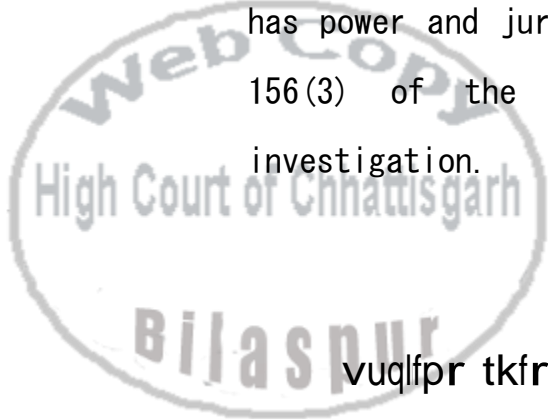 has power and jur
156(3) of the
investigation.
Web Copy
High Court of Chhattisgarh
Bilaspur
vuqlfpr tkfr